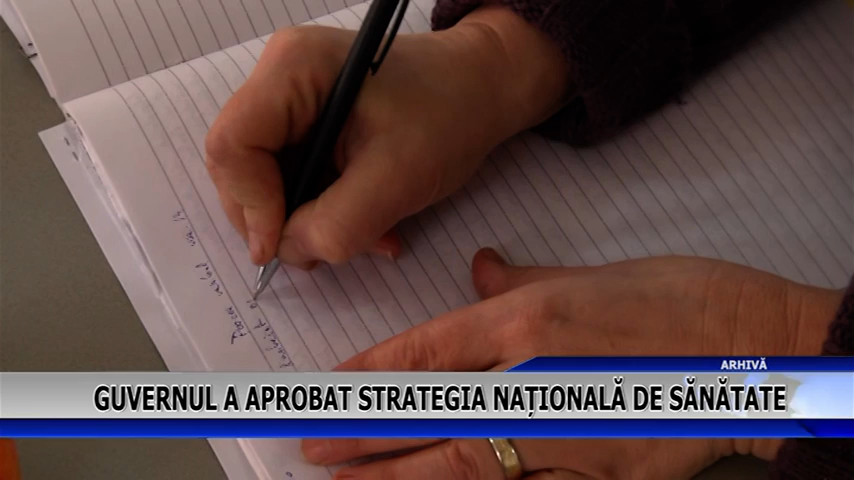 ARHIVĂ
GUVERNUL A APROBAT STRATEGIA NAȚIONALĂ DE SĂNĂTATE